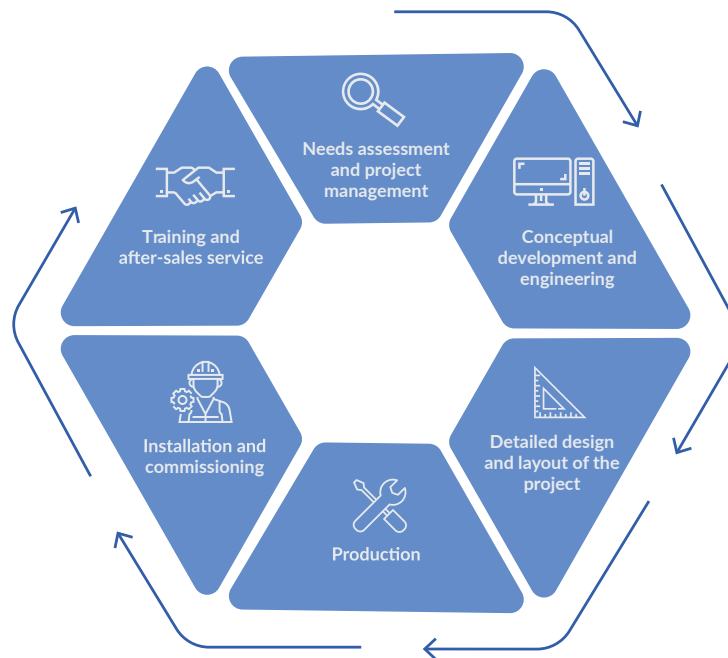 Needs assessment
and project
management
Conceptual
development and
engineering
Detailed design
and layout of the
project
Production
Installation and
commissioning
Training and
after-sales service